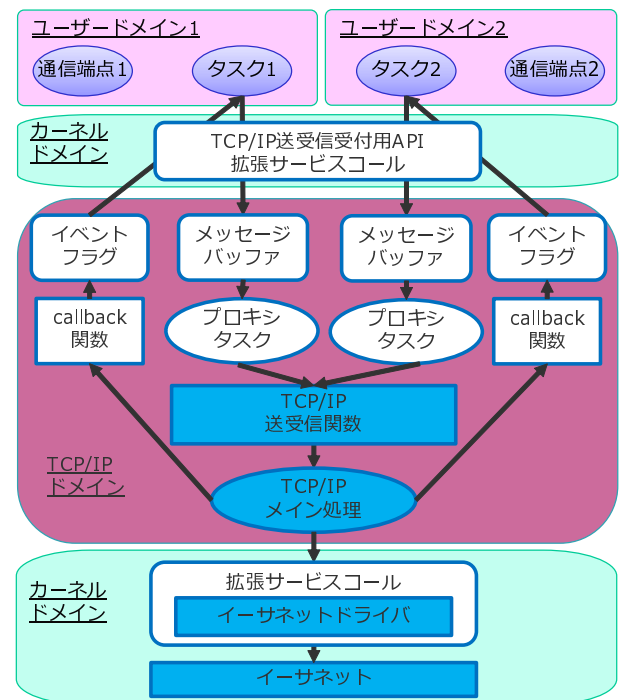 ユーザードメイン1
ユーザードメイン2
通信端点1
タスク1
タスク2
通信端点2
カーネル
ドメイン
TCP/IP送受信受付用API
拡張サービスコール
イベント
フラグ
メッセージ
バッファ
メッセージ
バッファ
イベント
フラグ
callback
関数
プロキシ
タスク
プロキシ
タスク
callback
関数
TCP/IP
送受信関数
TCP/IP
ドメイン
TCP/IP
メイン処理
カーネル
ドメイン
拡張サービスコール
イーサネットドライバ
イーサネット